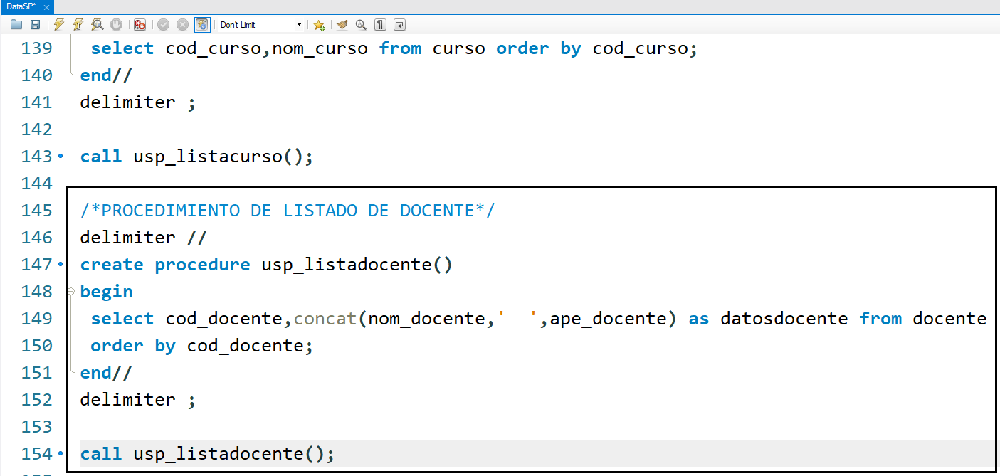 DataSP*
Don't Limit
139 select cod_curso,nom_curso from curso order by cod_curso;
140 end//
141 delimiter ;
142
143 call usp_listacurso();
144
145 /*PROCEDIMIENTO DE LISTADO DE DOCENTE*/
146 delimiter //
147 create procedure usp_listadocente()
148 begin
149 select cod_docente,concat(nom_docente,'  ',ape_docente) as datosdocente from docente
150 order by cod_docente;
151 end//
152 delimiter ;
153
154 call usp_listadocente();